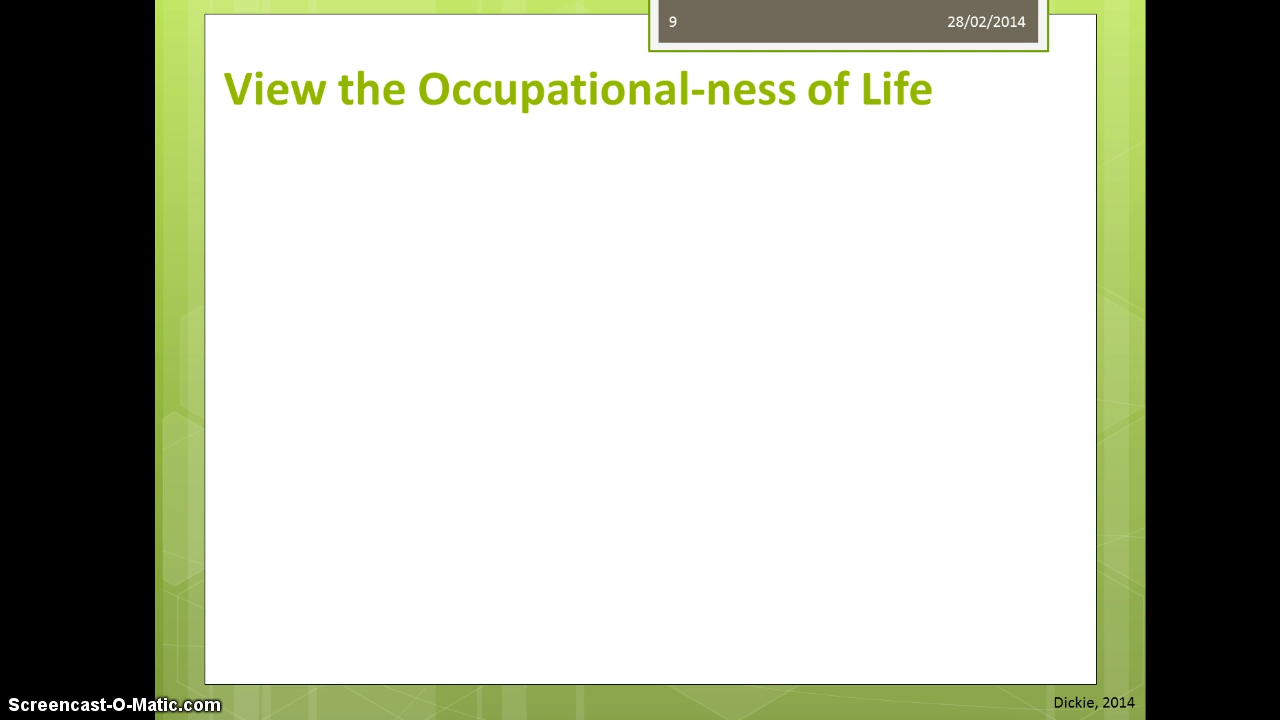 9
28/02/2014
View the Occupational-ness of Life
Screencast-O-Matic.com
Dickie, 2014